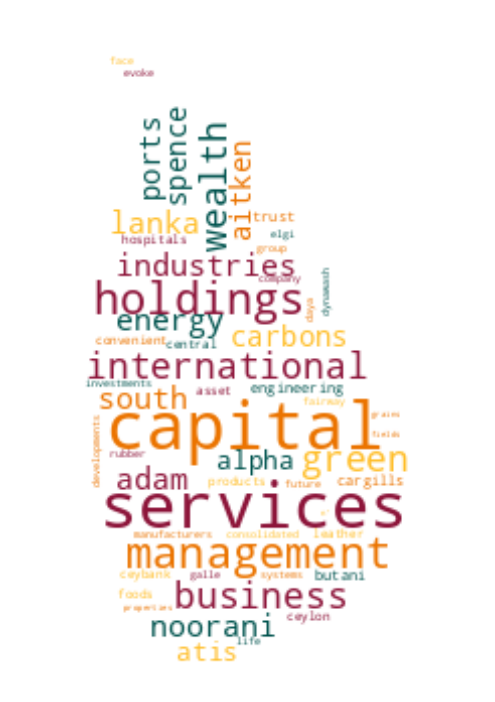 face
evoke
ports
spence
wealth
aitken
lanka
trust
hospitals
elgi
group
industries
company
dynawash
holdings
daya
energy
carbons
convenient
central
international
investments
asset
engineering
south
fairway
capital
grains
fields
developments
rubber
alpha
green
adam
products
future
cargills
services
manufacturers
consolidated
leather
management
ceybank
galle
systems
butani
foods
business
properties
ceylon
noorani
life
atis